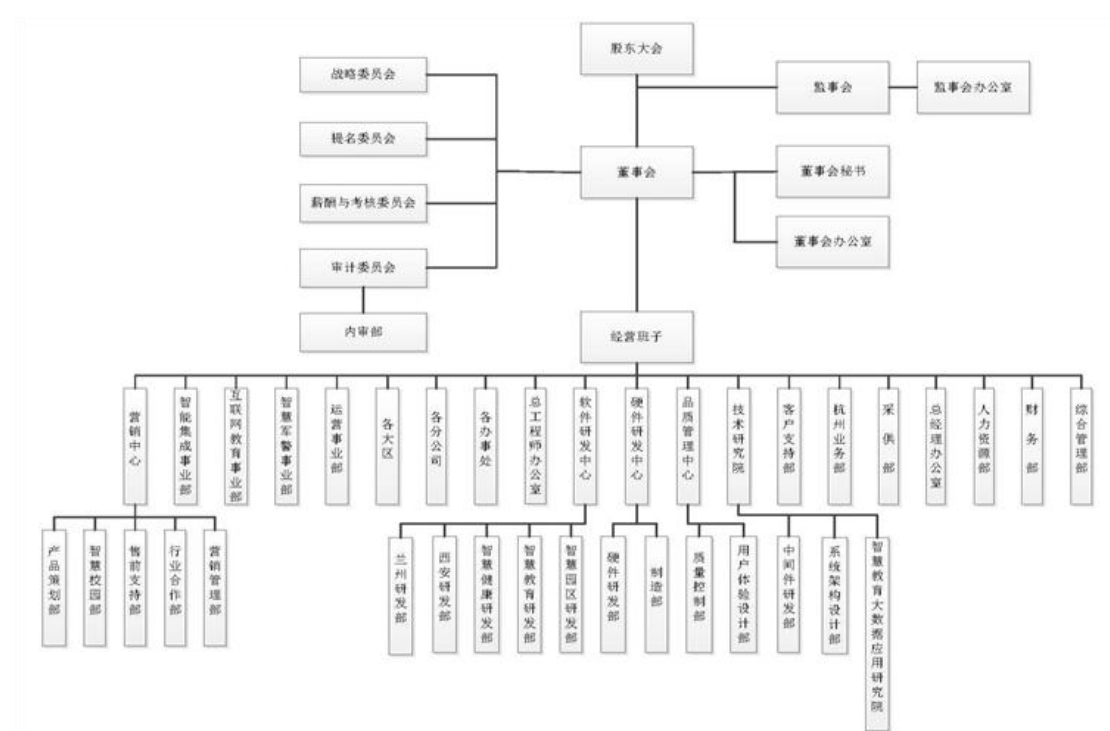 股东大会
战略委员会
监事会
监事会办公室
提名委员会
董事会
董事会秘书
薪酬与考核委员会
董事会办公室
审计委员会
内审部
经营班子
营销中心
智能集成事业部
互联网教育事业部
智慧军警事业部
运营事业部
各大区
各分公司
各办事处
总工程师办公室
软件研发中心
硬件研发中心
品质管理中心
技术研究院
客户支持部
杭州业务部
采供部
总经理办公室
人力资源部
财务部
综合管理部
产品策划部
智慧校园部
售前支持部
行业合作部
营销管理部
兰州研发部
西安研发部
智慧健康研发部
智慧教育研发部
智慧园区研发部
硬件研发部
制造部
质量控制部
用户体验设计部
中间件研发部
系统架构设计部
智慧教育大数据应用研究院